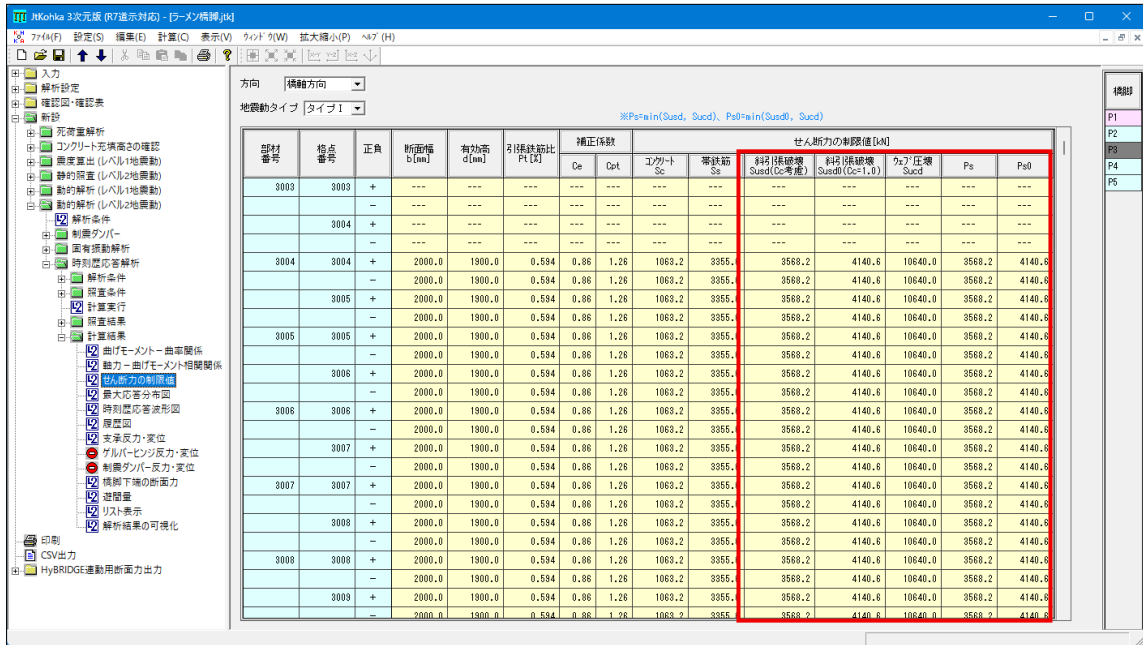 JtKohka 3次元版 (R7道示対応) - [ラーメン橋脚.jtk]
ファイル(F) 設定(S) 編集(E) 計算(C) 表示(V) ウィンドウ(W) 拡大縮小(P) ヘルプ(H)
入力
解析設定
確認図・確認表
新設
死荷重解析
コンクリート充填高さの確認
震度算出 (レベル1地震動)
静的照査 (レベル2地震動)
動的解析 (レベル1地震動)
動的解析 (レベル2地震動)
L2 解析条件
制震ダンパー
固有振動解析
時刻歴応答解析
解析条件
照査条件
L2 計算実行
照査結果
計算結果
L2 曲げモーメント－曲率関係
L2 軸力－曲げモーメント相関関係
L2 せん断力の制限値
L2 最大応答分布図
L2 時刻歴応答波形図
L2 履歴図
L2 支承反力・変位
ゲルバーヒンジ反力・変位
制震ダンパー反力・変位
L2 橋脚下端の断面力
L2 遊間量
L2 リスト表示
L2 解析結果の可視化
印刷
CSV出力
HyBRIDGE連動用断面力出力
方向 橋軸方向
地震動タイプ タイプI
※Ps=min(Susd, Sucd)、Ps0=min(Susd0, Sucd)
部材番号 格点番号 正負 断面幅 b[mm] 有効高 d[mm] 引張鉄筋比 Pt[%] 補正係数 せん断力の制限値[kN]
Ce Cpt コンクリート Sc 帯鉄筋 Ss 斜引張破壊 Susd(Cc考慮) 斜引張破壊 Susd0(Cc=1.0) ウェブ圧壊 Sucd Ps Ps0
3003 3003 + --- --- --- --- --- --- --- --- --- --- --- ---
－ --- --- --- --- --- --- --- --- --- --- --- ---
3004 + --- --- --- --- --- --- --- --- --- --- --- ---
－ --- --- --- --- --- --- --- --- --- --- --- ---
3004 3004 + 2000.0 1900.0 0.594 0.86 1.26 1063.2 3355. 3568.2 4140.6 10640.0 3568.2 4140.6
－ 2000.0 1900.0 0.594 0.86 1.26 1063.2 3355. 3568.2 4140.6 10640.0 3568.2 4140.6
3005 + 2000.0 1900.0 0.594 0.86 1.26 1063.2 3355. 3568.2 4140.6 10640.0 3568.2 4140.6
－ 2000.0 1900.0 0.594 0.86 1.26 1063.2 3355. 3568.2 4140.6 10640.0 3568.2 4140.6
3005 3005 + 2000.0 1900.0 0.594 0.86 1.26 1063.2 3355. 3568.2 4140.6 10640.0 3568.2 4140.6
－ 2000.0 1900.0 0.594 0.86 1.26 1063.2 3355. 3568.2 4140.6 10640.0 3568.2 4140.6
3006 + 2000.0 1900.0 0.594 0.86 1.26 1063.2 3355. 3568.2 4140.6 10640.0 3568.2 4140.6
－ 2000.0 1900.0 0.594 0.86 1.26 1063.2 3355. 3568.2 4140.6 10640.0 3568.2 4140.6
3006 3006 + 2000.0 1900.0 0.594 0.86 1.26 1063.2 3355. 3568.2 4140.6 10640.0 3568.2 4140.6
－ 2000.0 1900.0 0.594 0.86 1.26 1063.2 3355. 3568.2 4140.6 10640.0 3568.2 4140.6
3007 + 2000.0 1900.0 0.594 0.86 1.26 1063.2 3355. 3568.2 4140.6 10640.0 3568.2 4140.6
－ 2000.0 1900.0 0.594 0.86 1.26 1063.2 3355. 3568.2 4140.6 10640.0 3568.2 4140.6
3007 3007 + 2000.0 1900.0 0.594 0.86 1.26 1063.2 3355. 3568.2 4140.6 10640.0 3568.2 4140.6
－ 2000.0 1900.0 0.594 0.86 1.26 1063.2 3355. 3568.2 4140.6 10640.0 3568.2 4140.6
3008 + 2000.0 1900.0 0.594 0.86 1.26 1063.2 3355. 3568.2 4140.6 10640.0 3568.2 4140.6
－ 2000.0 1900.0 0.594 0.86 1.26 1063.2 3355. 3568.2 4140.6 10640.0 3568.2 4140.6
3008 3008 + 2000.0 1900.0 0.594 0.86 1.26 1063.2 3355. 3568.2 4140.6 10640.0 3568.2 4140.6
－ 2000.0 1900.0 0.594 0.86 1.26 1063.2 3355. 3568.2 4140.6 10640.0 3568.2 4140.6
3009 + 2000.0 1900.0 0.594 0.86 1.26 1063.2 3355. 3568.2 4140.6 10640.0 3568.2 4140.6
－ 2000.0 1900.0 0.594 0.86 1.26 1063.2 3355. 3568.2 4140.6 10640.0 3568.2 4140.6
橋脚
P1
P2
P3
P4
P5